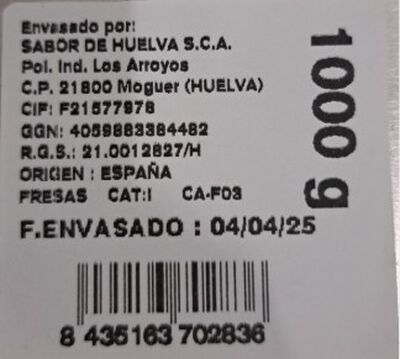 Envasado por:
SABOR DE HUELVA S.C.A.
Pol. Ind. Los Arroyos
C.P. 21800 Moguer (HUELVA)
CIF: F21577978
GGN: 4059883384482
R.G.S.: 21.0012827/H
ORIGEN : ESPAÑA
FRESAS CAT:I CA-F03
F.ENVASADO : 04/04/25
1000 g
8 435163 702836